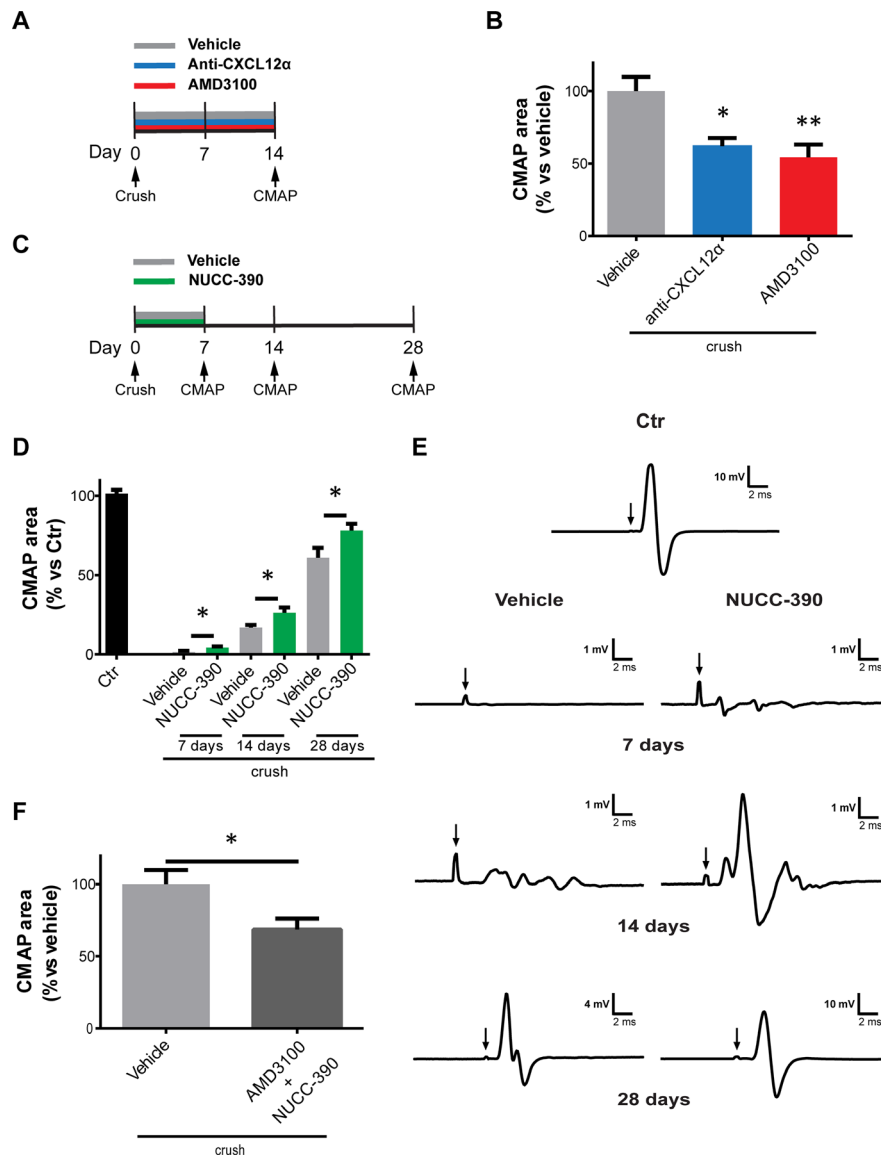 A
Vehicle
Anti-CXCL12α
AMD3100
Day 0 7 14
Crush CMAP
B
CMAP area
(% vs vehicle)
100
50
0
*
**
Vehicle
anti-CXCL12α
AMD3100
crush
C
Vehicle
NUCC-390
Day 0 7 14 28
Crush CMAP CMAP CMAP
D
CMAP area
(% vs Ctr)
100
50
0
*
*
*
Ctr
Vehicle
NUCC-390
Vehicle
NUCC-390
Vehicle
NUCC-390
7 days 14 days 28 days
crush
E
Ctr
10 mV
2 ms
Vehicle NUCC-390
1 mV
2 ms
1 mV
2 ms
7 days
1 mV
2 ms
1 mV
2 ms
14 days
4 mV
2 ms
10 mV
2 ms
28 days
F
CMAP area
(% vs vehicle)
100
50
0
*
Vehicle
AMD3100
+
NUCC-390
crush